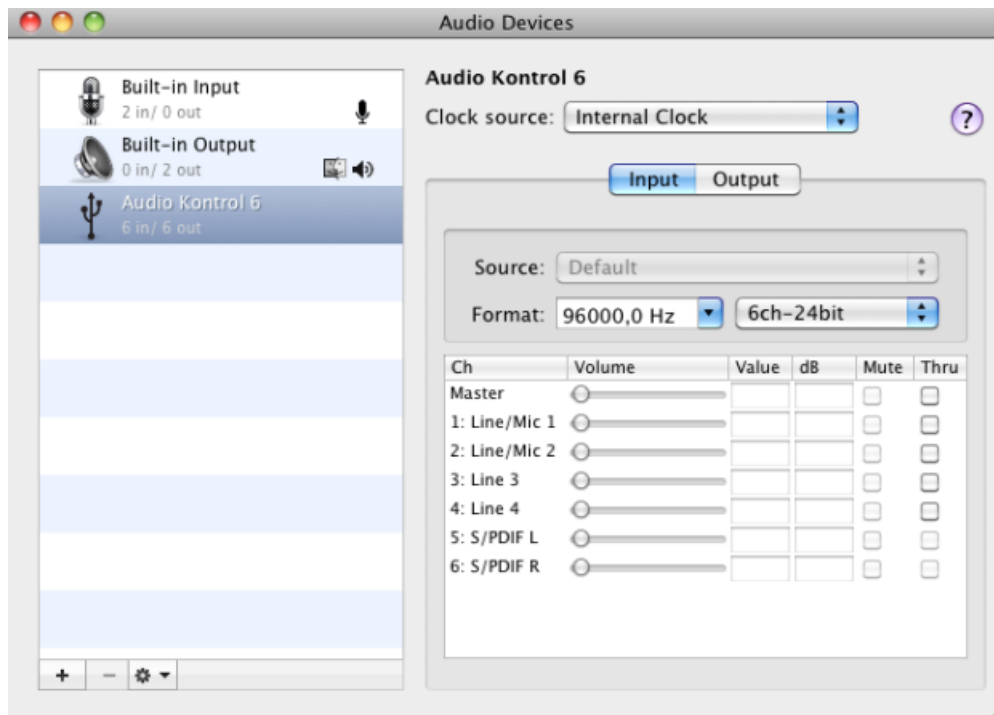 Audio Devices
Built-in Input
2 in/ 0 out
Built-in Output
0 in/ 2 out
Audio Kontrol 6
6 in/ 6 out
Audio Kontrol 6
Clock source: Internal Clock ?
Input Output
Source: Default
Format: 96000,0 Hz 6ch-24bit
Ch Volume Value dB Mute Thru
Master
1: Line/Mic 1
2: Line/Mic 2
3: Line 3
4: Line 4
5: S/PDIF L
6: S/PDIF R